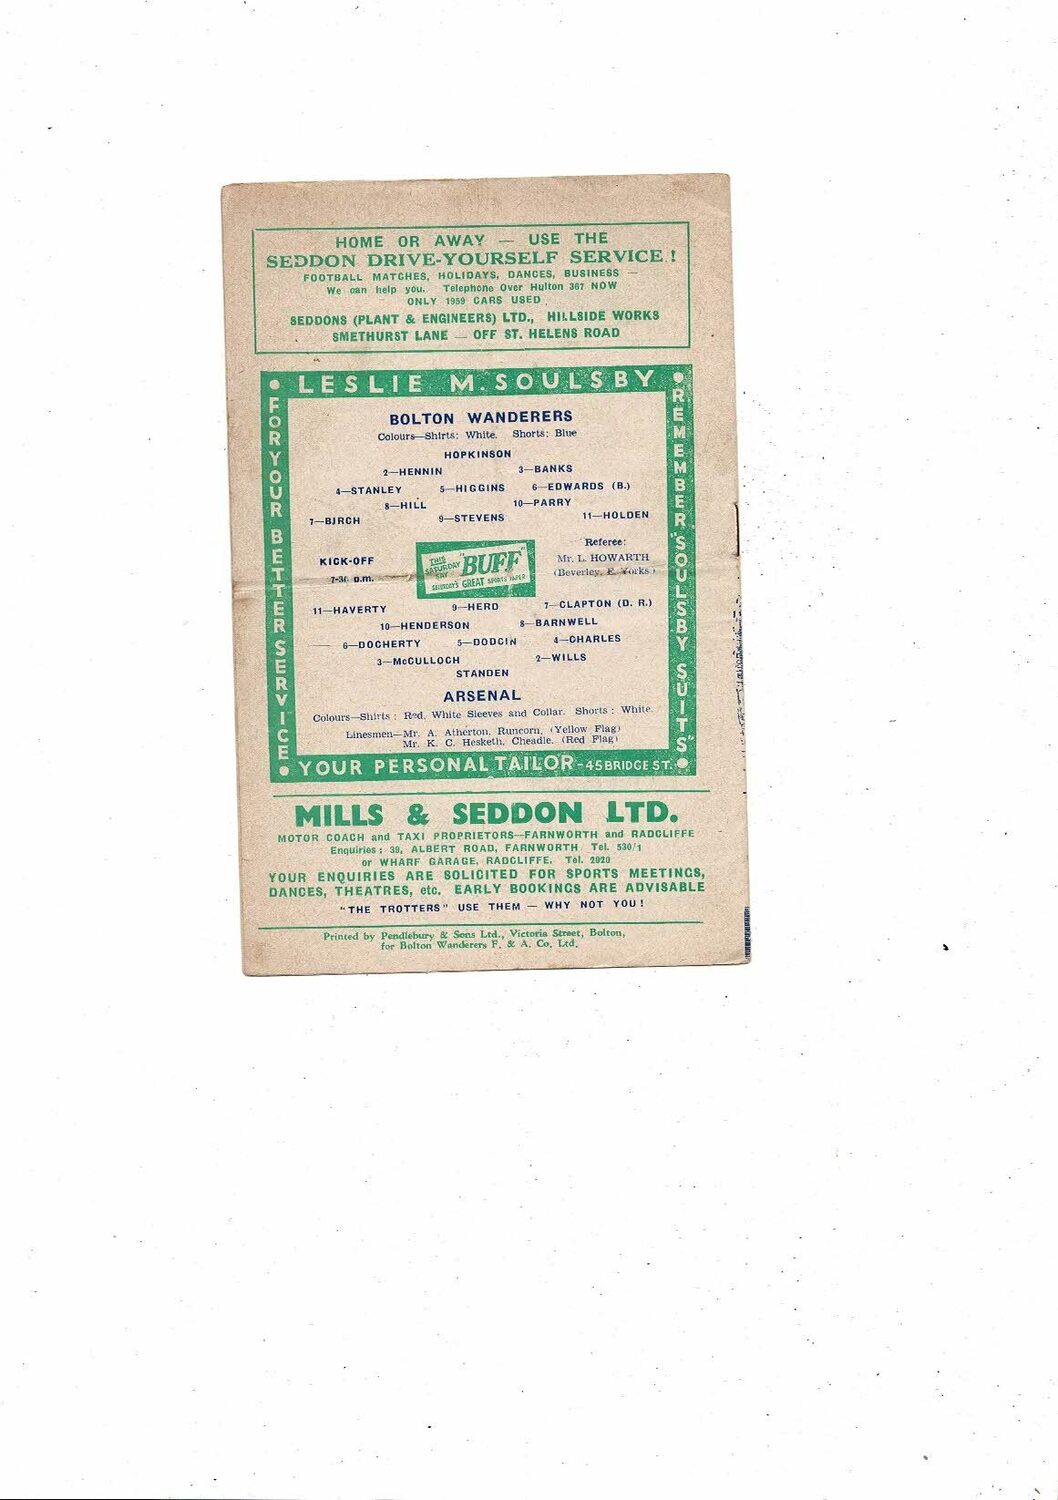 HOME OR AWAY — USE THE
SEDDON DRIVE-YOURSELF SERVICE !
FOOTBALL MATCHES, HOLIDAYS, DANCES, BUSINESS —
We can help you. Telephone Over Hulton 367 NOW
ONLY 1959 CARS USED
SEDDONS (PLANT & ENGINEERS) LTD., HILLSIDE WORKS
SMETHURST LANE — OFF ST. HELENS ROAD
LESLIE M. SOULSBY
FOR YOUR BETTER SERVICE
REMEMBER "SOULSBY SUITS"
BOLTON WANDERERS
Colours—Shirts: White. Shorts: Blue
HOPKINSON
2—HENNIN 3—BANKS
4—STANLEY 5—HIGGINS 6—EDWARDS (B.)
8—HILL 10—PARRY
7—BIRCH 9—STEVENS 11—HOLDEN
KICK-OFF
7-30 p.m.
THIS SATURDAY SAY "BUFF"
SATURDAY'S GREAT SPORTS PAPER
Referee:
Mr. L. HOWARTH
(Beverley, E. Yorks)
11—HAVERTY 9—HERD 7—CLAPTON (D. R.)
10—HENDERSON 8—BARNWELL
6—DOCHERTY 5—DODGIN 4—CHARLES
3—McCULLOCH 2—WILLS
STANDEN
ARSENAL
Colours—Shirts: Red, White Sleeves and Collar. Shorts: White.
Linesmen—Mr. A. Atherton, Runcorn, (Yellow Flag)
Mr. K. C. Hesketh, Cheadle. (Red Flag)
YOUR PERSONAL TAILOR - 45 BRIDGE ST.
MILLS & SEDDON LTD.
MOTOR COACH and TAXI PROPRIETORS—FARNWORTH and RADCLIFFE
Enquiries: 39, ALBERT ROAD, FARNWORTH Tel. 530/1
or WHARF GARAGE, RADCLIFFE. Tel. 2020
YOUR ENQUIRIES ARE SOLICITED FOR SPORTS MEETINGS,
DANCES, THEATRES, etc. EARLY BOOKINGS ARE ADVISABLE
"THE TROTTERS" USE THEM — WHY NOT YOU!
Printed by Pendlebury & Sons Ltd., Victoria Street, Bolton,
for Bolton Wanderers F. & A. Co. Ltd.